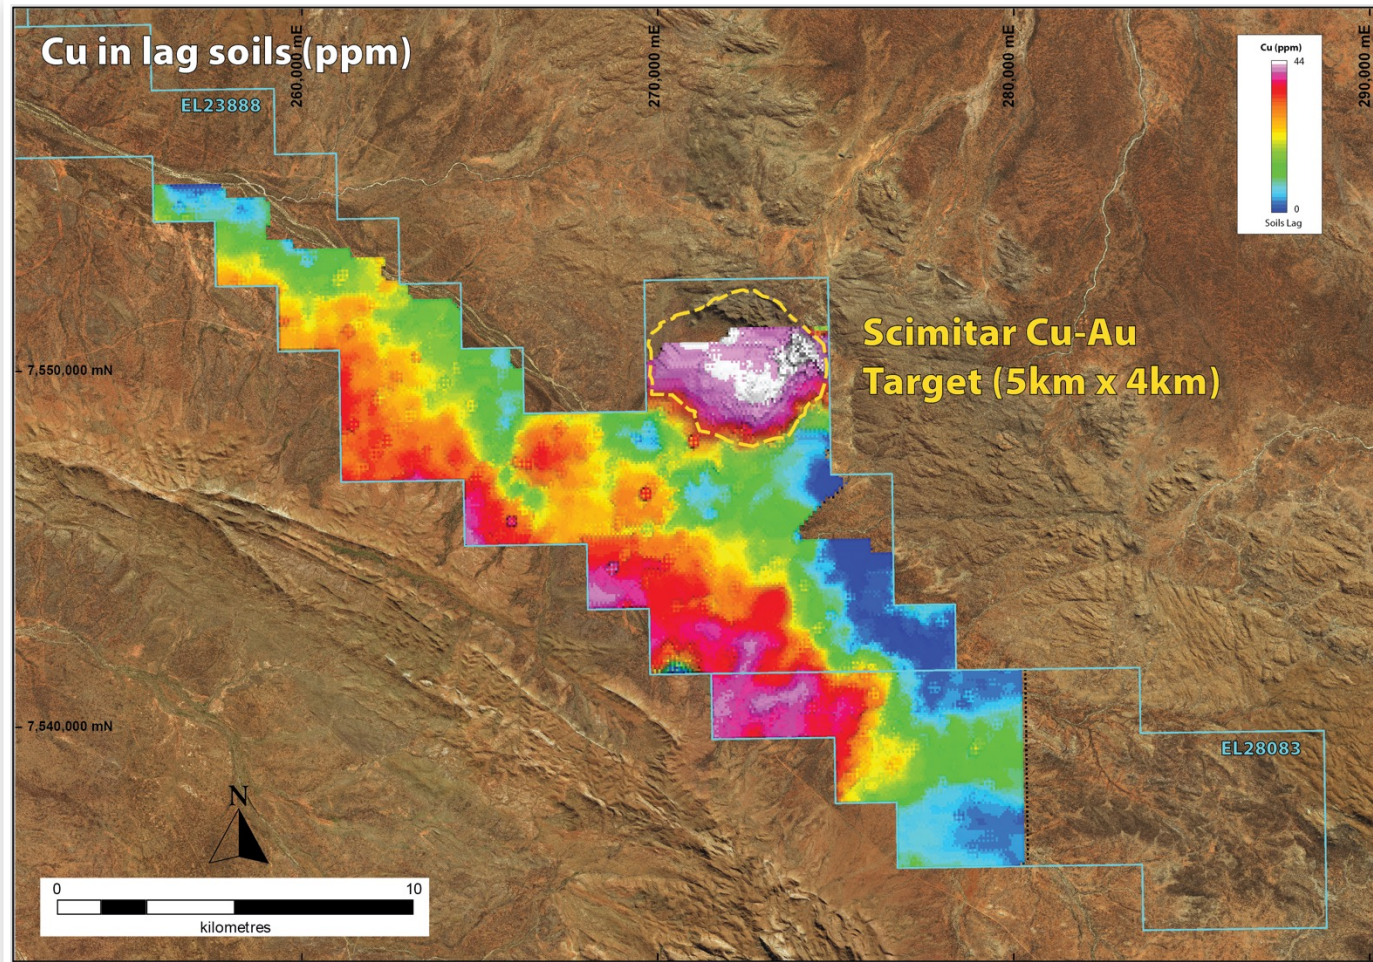 Cu in lag soils (ppm)
260,000 mE
270,000 mE
280,000 mE
290,000 mE
Cu (ppm)
44
0
Soils Lag
EL23888
Scimitar Cu-Au
Target (5km x 4km)
7,550,000 mN
7,540,000 mN
EL28083
N
0
10
kilometres